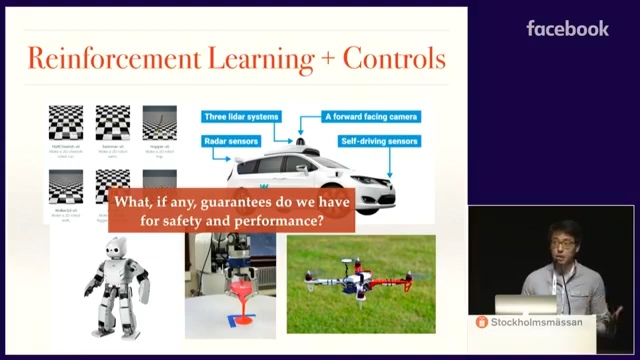 facebook
Reinforcement Learning + Controls
Three lidar systems
A forward facing camera
Radar sensors
Self-driving sensors
What, if any, guarantees do we have
for safety and performance?
Stockholmsmässan